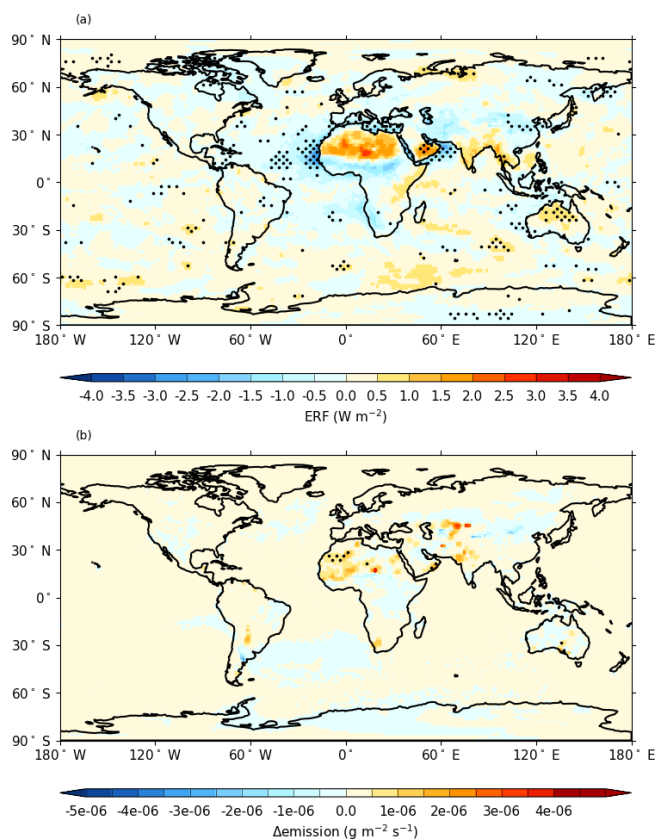 (a)
90° N
60° N
30° N
0°
30° S
60° S
90° S
180° W 120° W 60° W 0° 60° E 120° E 180° E
-4.0 -3.5 -3.0 -2.5 -2.0 -1.5 -1.0 -0.5 0.0 0.5 1.0 1.5 2.0 2.5 3.0 3.5 4.0
ERF (W m⁻²)
(b)
90° N
60° N
30° N
0°
30° S
60° S
90° S
180° W 120° W 60° W 0° 60° E 120° E 180° E
-5e-06 -4e-06 -3e-06 -2e-06 -1e-06 0.0 1e-06 2e-06 3e-06 4e-06
Δemission (g m⁻² s⁻¹)